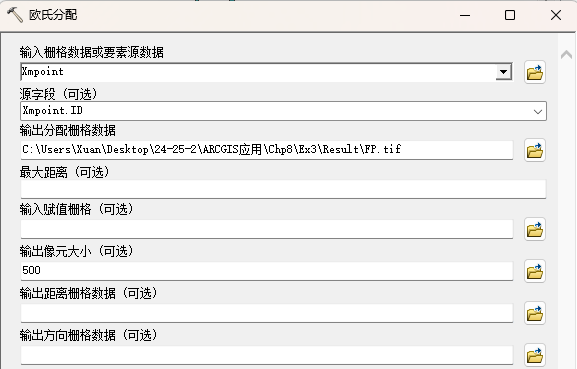 欧氏分配
输入栅格数据或要素源数据
Xmpoint
源字段（可选）
Xmpoint.ID
输出分配栅格数据
C:\Users\Xuan\Desktop\24-25-2\ARCGIS应用\Chp8\Ex3\Result\FP.tif
最大距离（可选）
输入赋值栅格（可选）
输出像元大小（可选）
500
输出距离栅格数据（可选）
输出方向栅格数据（可选）